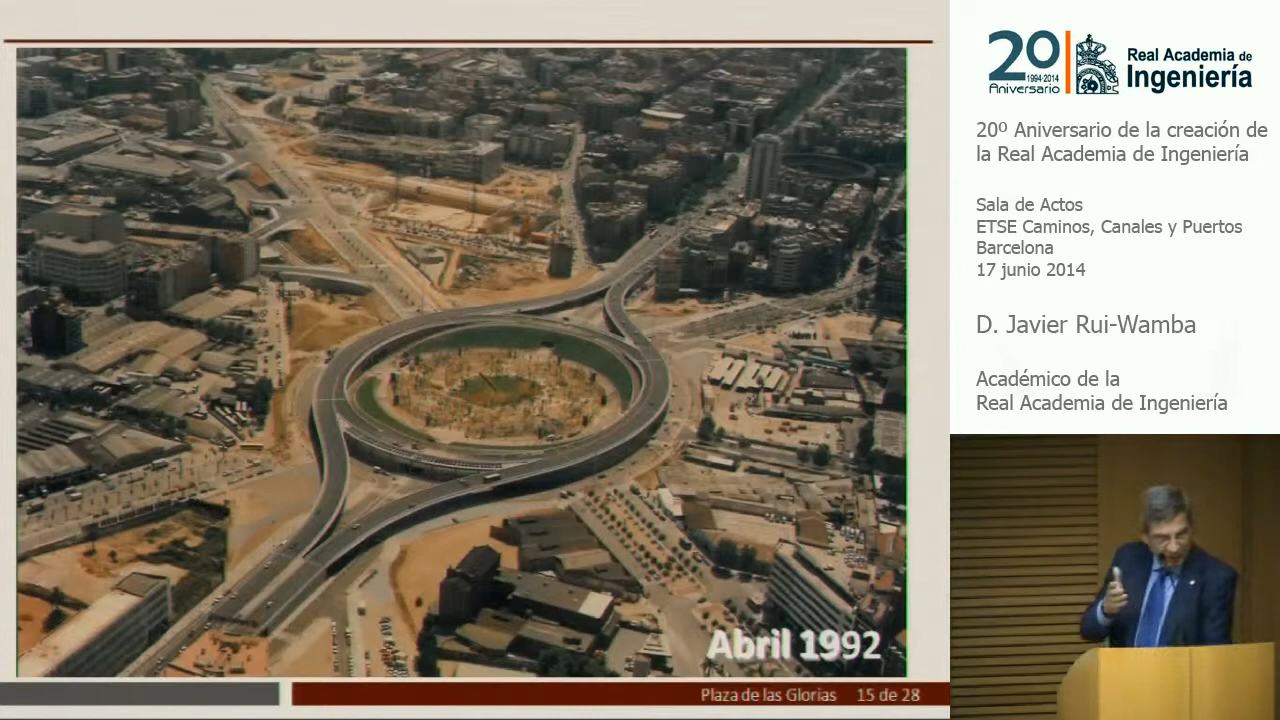 Abril 1992
Plaza de las Glorias 15 de 28
20
1994-2014
Aniversario
Real Academia de
Ingeniería
20º Aniversario de la creación de
la Real Academia de Ingeniería
Sala de Actos
ETSE Caminos, Canales y Puertos
Barcelona
17 junio 2014
D. Javier Rui-Wamba
Académico de la
Real Academia de Ingeniería